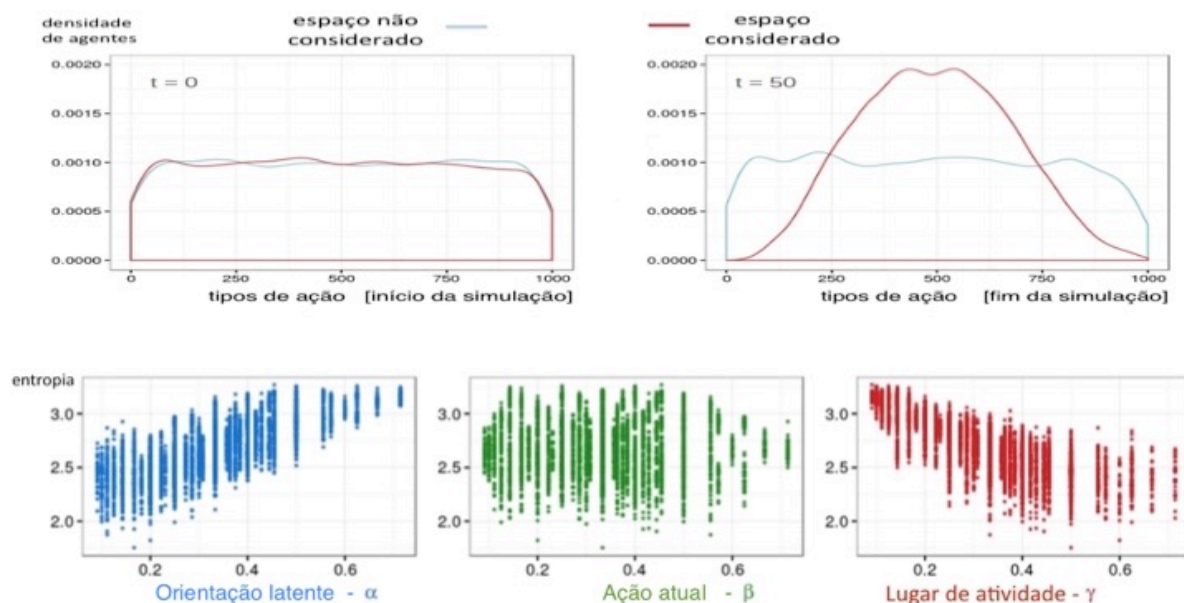 densidade de agentes
espaço não considerado
espaço considerado
0.0020
0.0015
0.0010
0.0005
0.0000
t = 0
0 250 500 750 1000
tipos de ação [início da simulação]
0.0020
0.0015
0.0010
0.0005
0.0000
t = 50
0 250 500 750 1000
tipos de ação [fim da simulação]
entropia
3.0
2.5
2.0
0.2 0.4 0.6
Orientação latente - α
3.0
2.5
2.0
0.2 0.4 0.6
Ação atual - β
3.0
2.5
2.0
0.2 0.4 0.6
Lugar de atividade - γ